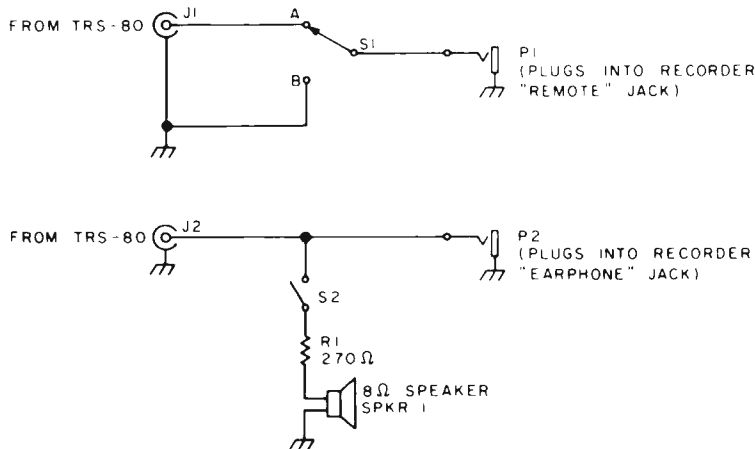 FROM TRS-80
J1
A
S1
B
P1
(PLUGS INTO RECORDER
"REMOTE" JACK)
FROM TRS-80
J2
P2
(PLUGS INTO RECORDER
"EARPHONE" JACK)
S2
R1
270Ω
8Ω SPEAKER
SPKR 1